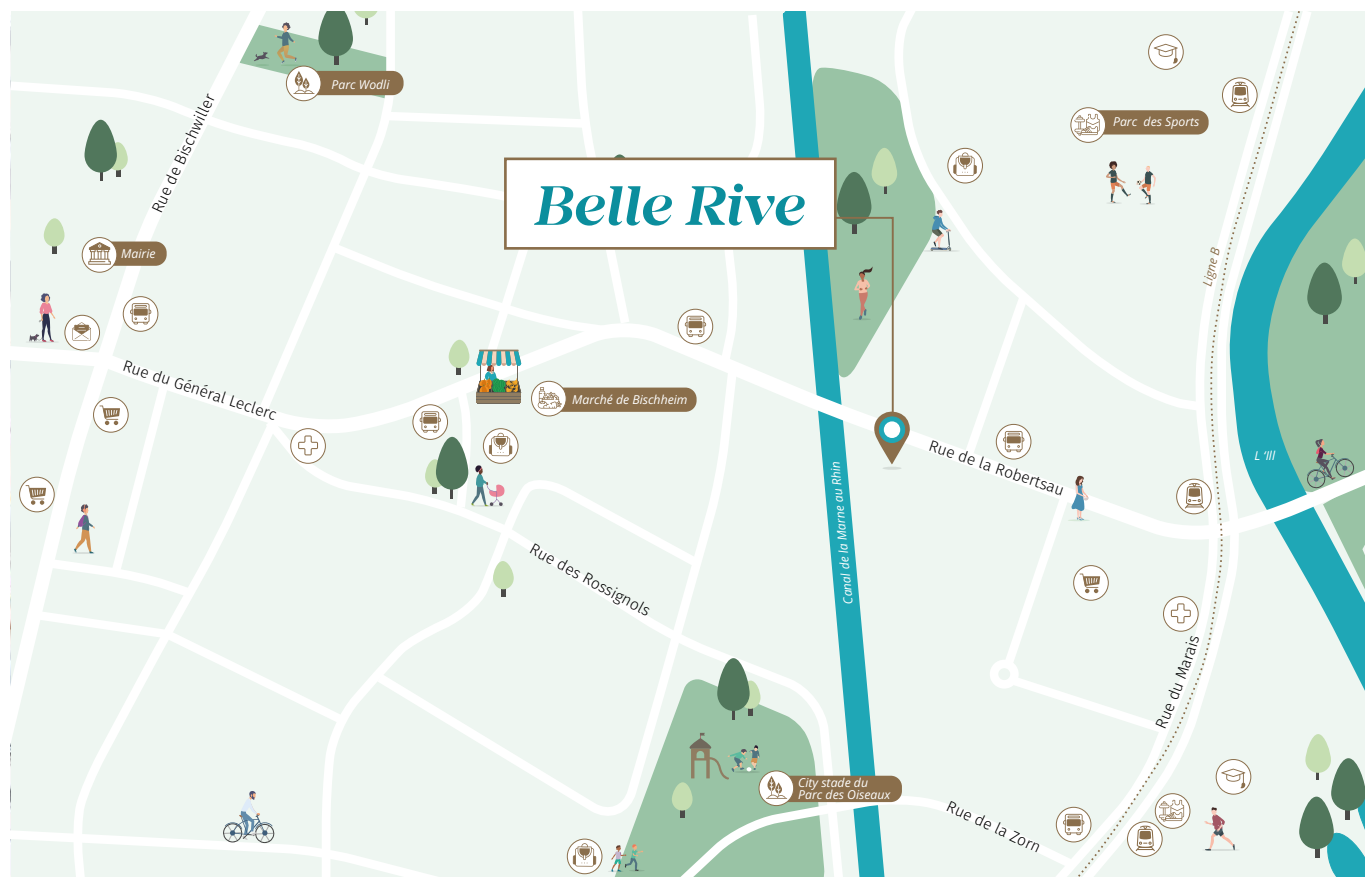 Parc Wodli
Rue de Bischwiller
Parc des Sports
Belle Rive
Mairie
Ligne B
Rue du Général Leclerc
Marché de Bischheim
Rue de la Robertsau
L 'Ill
Canal de la Marne au Rhin
Rue des Rossignols
Rue du Marais
City stade du
Parc des Oiseaux
Rue de la Zorn